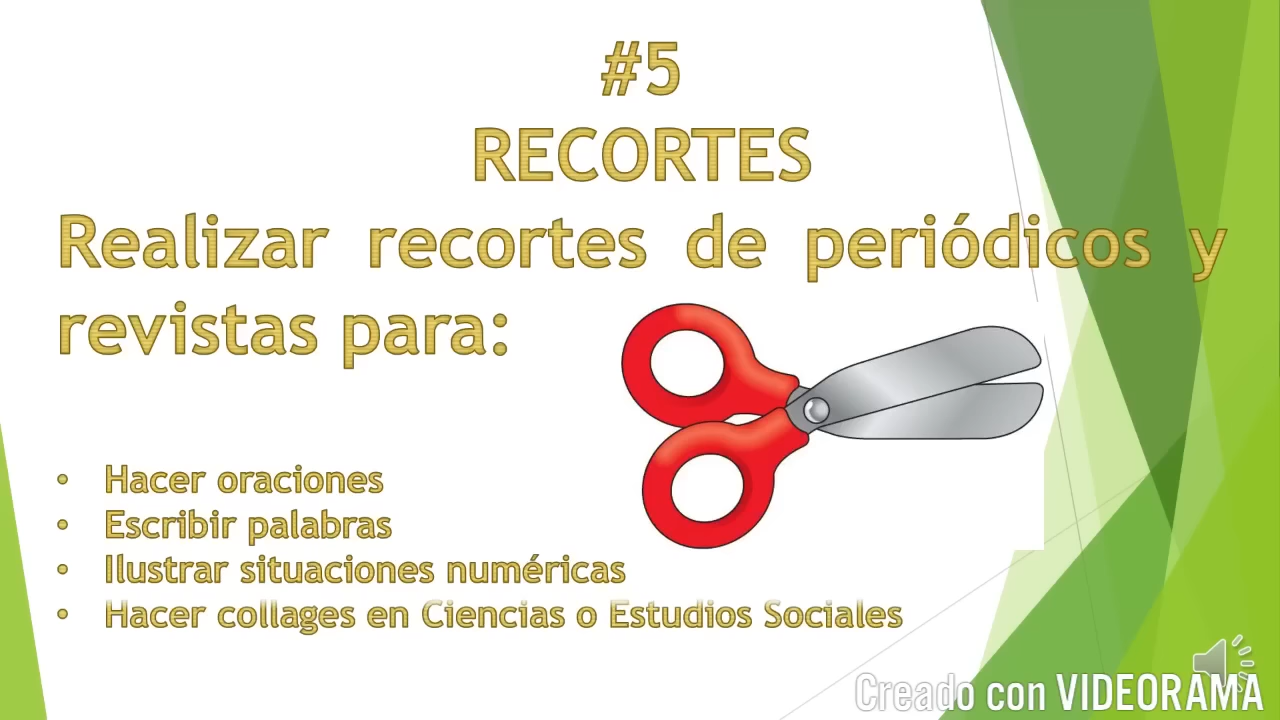 #5
RECORTES
Realizar recortes de periódicos y
revistas para:
• Hacer oraciones
• Escribir palabras
• Ilustrar situaciones numéricas
• Hacer collages en Ciencias o Estudios Sociales
Creado con VIDEORAMA